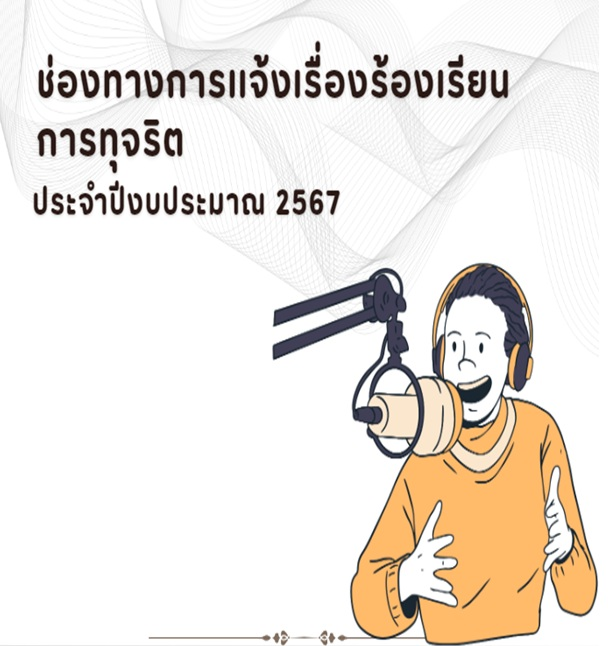 ช่องทางการแจ้งเรื่องร้องเรียน
การทุจริต
ประจำปีงบประมาณ 2567